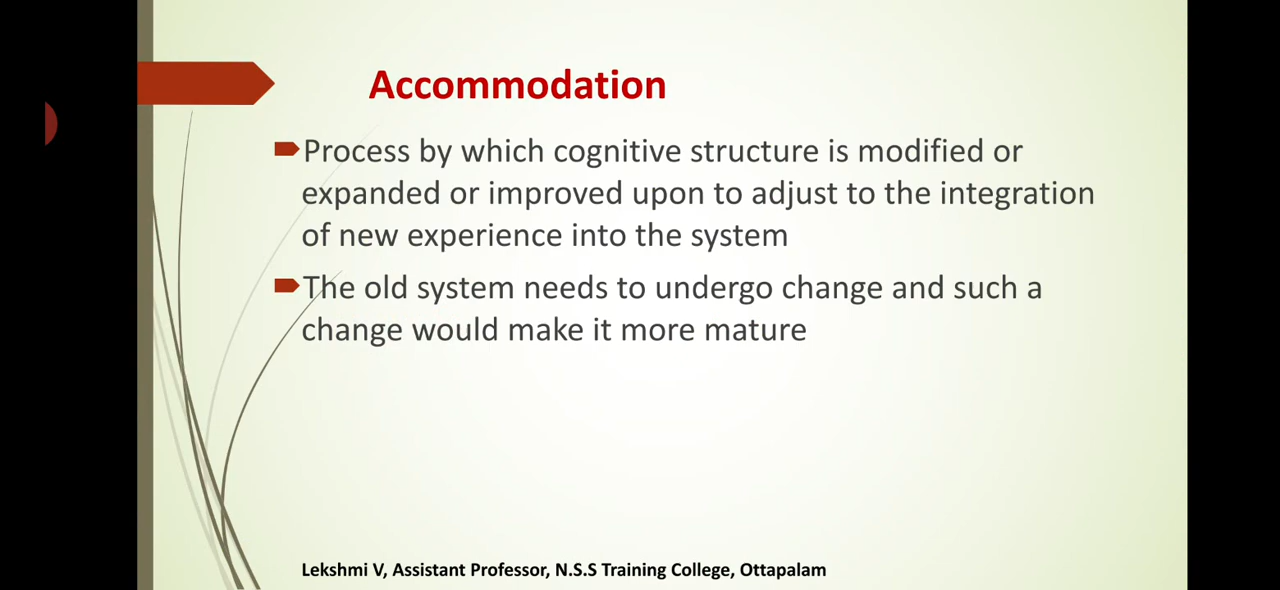 Accommodation
Process by which cognitive structure is modified or
expanded or improved upon to adjust to the integration
of new experience into the system
The old system needs to undergo change and such a
change would make it more mature
Lekshmi V, Assistant Professor, N.S.S Training College, Ottapalam